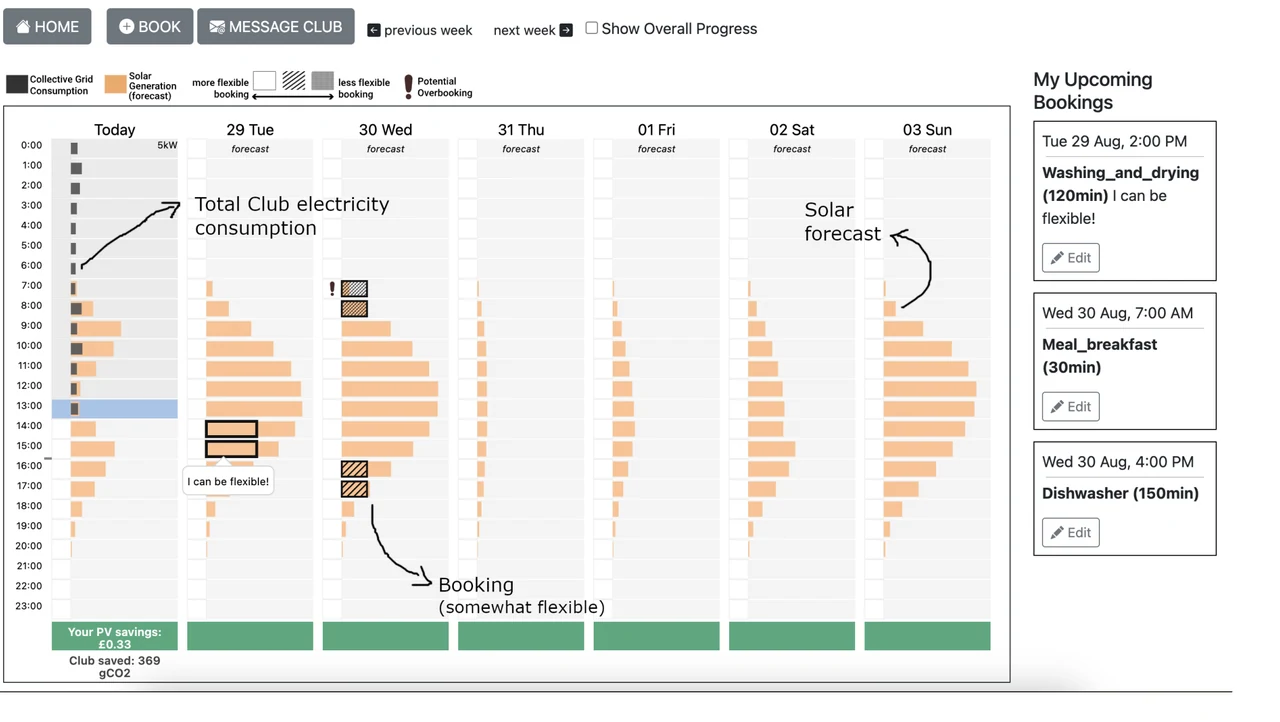 HOME
BOOK
MESSAGE CLUB
previous week
next week
Show Overall Progress
Collective Grid
Consumption
Solar
Generation
(forecast)
more flexible
booking
less flexible
booking
Potential
Overbooking
Today
29 Tue
30 Wed
31 Thu
01 Fri
02 Sat
03 Sun
5kW
forecast
forecast
forecast
forecast
forecast
forecast
0:00
1:00
2:00
3:00
4:00
5:00
6:00
7:00
8:00
9:00
10:00
11:00
12:00
13:00
14:00
15:00
16:00
17:00
18:00
19:00
20:00
21:00
22:00
23:00
Total Club electricity
consumption
Solar
forecast
!
I can be flexible!
Booking
(somewhat flexible)
Your PV savings:
£0.33
Club saved: 369
gCO2
My Upcoming
Bookings
Tue 29 Aug, 2:00 PM
Washing_and_drying
(120min) I can be
flexible!
Edit
Wed 30 Aug, 7:00 AM
Meal_breakfast
(30min)
Edit
Wed 30 Aug, 4:00 PM
Dishwasher (150min)
Edit